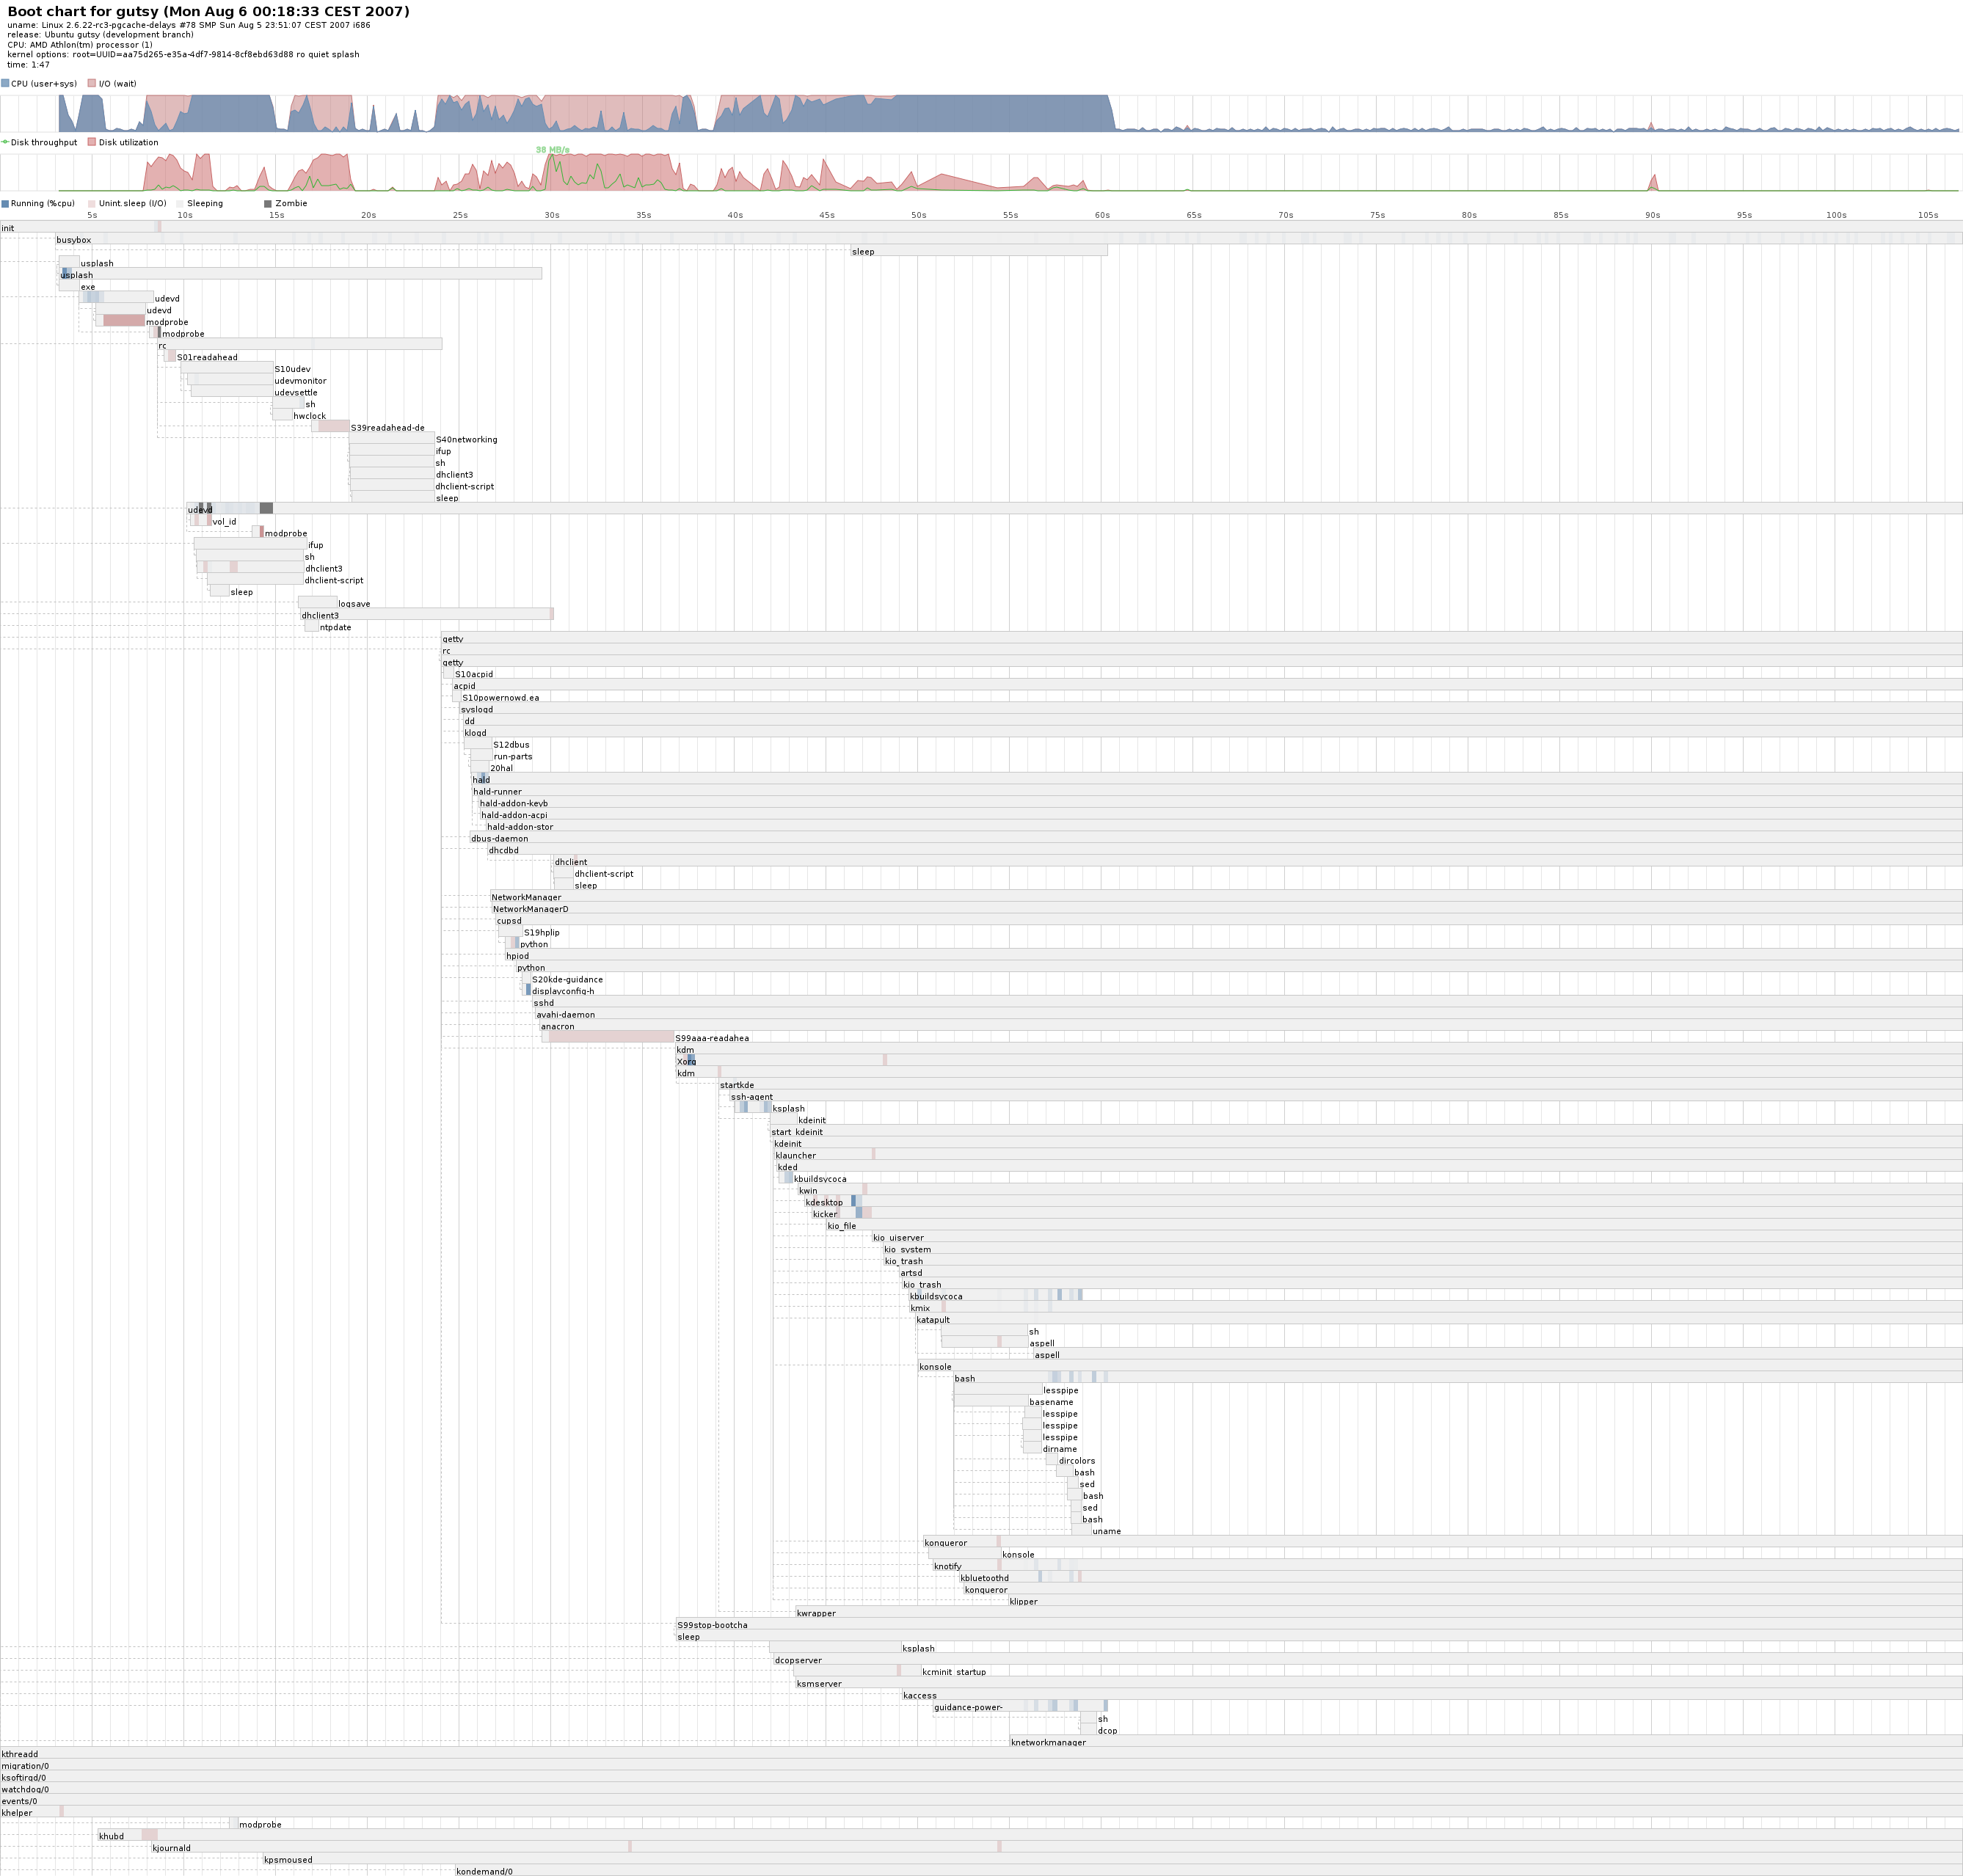 Boot chart for gutsy (Mon Aug 6 00:18:33 CEST 2007)
uname: Linux 2.6.22-rc3-pgcache-delays #78 SMP Sun Aug 5 23:51:07 CEST 2007 i686
release: Ubuntu gutsy (development branch)
CPU: AMD Athlon(tm) processor (1)
kernel options: root=UUID=aa75d265-e35a-4df7-9814-8cf8ebd63d88 ro quiet splash
time: 1:47
CPU (user+sys) I/O (wait)
Disk throughput Disk utilization
38 MB/s
Running (%cpu) Unint.sleep (I/O) Sleeping Zombie
5s 10s 15s 20s 25s 30s 35s 40s 45s 50s 55s 60s 65s 70s 75s 80s 85s 90s 95s 100s 105s
init
busybox
sleep
usplash
usplash
exe
udevd
udevd
modprobe
modprobe
rc
S01readahead
S10udev
udevmonitor
udevsettle
sh
hwclock
S39readahead-de
S40networking
ifup
sh
dhclient3
dhclient-script
sleep
udevd
vol_id
modprobe
ifup
sh
dhclient3
dhclient-script
sleep
logsave
dhclient3
ntpdate
getty
rc
getty
S10acpid
acpid
S10powernowd.ea
syslogd
dd
klogd
S12dbus
run-parts
20hal
hald
hald-runner
hald-addon-keyb
hald-addon-acpi
hald-addon-stor
dbus-daemon
dhcdbd
dhclient
dhclient-script
sleep
NetworkManager
NetworkManagerD
cupsd
S19hplip
python
hpiod
python
S20kde-guidance
displayconfig-h
sshd
avahi-daemon
anacron
S99aaa-readahea
kdm
Xorg
kdm
startkde
ssh-agent
ksplash
kdeinit
start_kdeinit
kdeinit
klauncher
kded
kbuildsycoca
kwin
kdesktop
kicker
kio_file
kio_uiserver
kio_system
kio_trash
artsd
kio_trash
kbuildsycoca
kmix
katapult
sh
aspell
aspell
konsole
bash
lesspipe
basename
lesspipe
lesspipe
lesspipe
dirname
dircolors
bash
sed
bash
sed
bash
uname
konqueror
konsole
knotify
kbluetoothd
konqueror
klipper
kwrapper
S99stop-bootcha
sleep
ksplash
dcopserver
kcminit_startup
ksmserver
kaccess
guidance-power-
sh
dcop
knetworkmanager
kthreadd
migration/0
ksoftirqd/0
watchdog/0
events/0
khelper
modprobe
khubd
kjournald
kpsmoused
kondemand/0